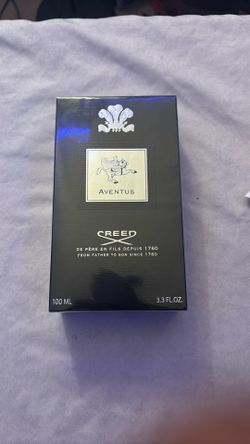 AVENTUS
CREED
DE PÈRE EN FILS DEPUIS 1760
FROM FATHER TO SON SINCE 1760
100 ML
3.3 FL.OZ.